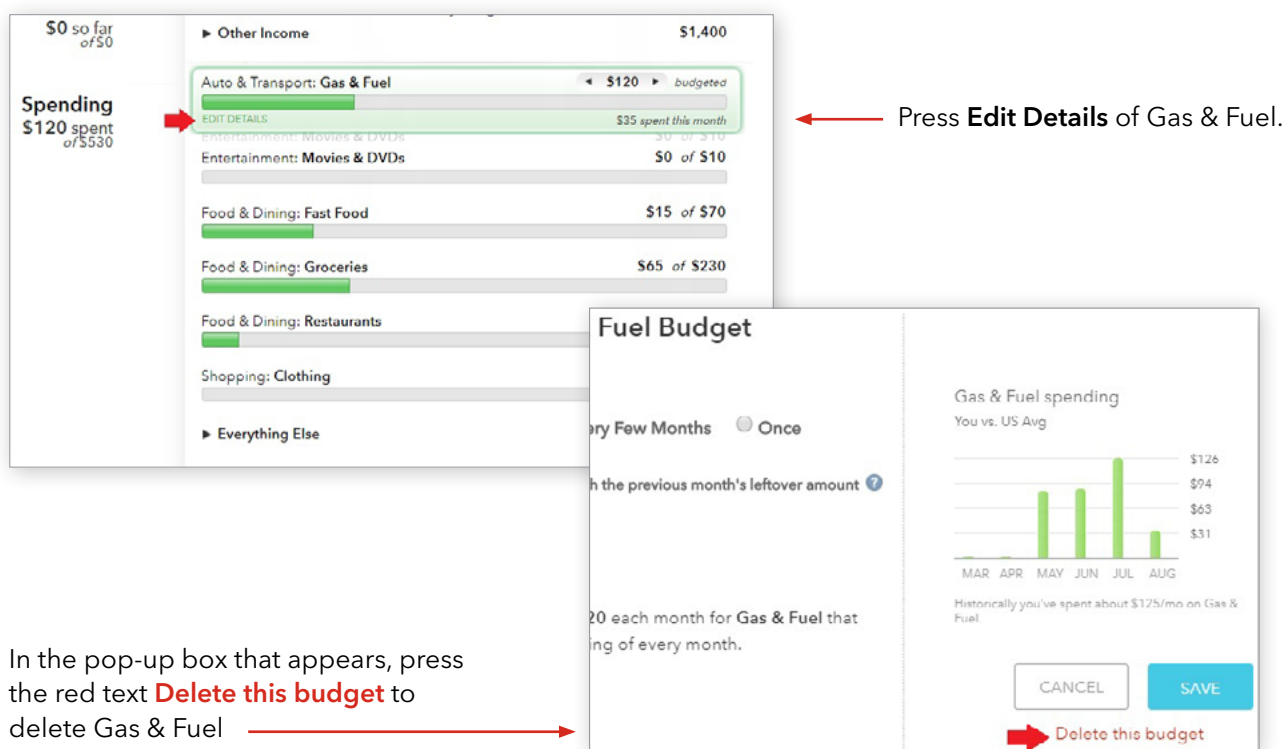 $0 so far
of $0
▶ Other Income $1,400
Auto & Transport: Gas & Fuel ◀ $120 ▶ budgeted
EDIT DETAILS $35 spent this month
Entertainment: Movies & DVDs $0 of $10
Spending
$120 spent
of $530
Entertainment: Movies & DVDs $0 of $10
Food & Dining: Fast Food $15 of $70
Food & Dining: Groceries $65 of $230
Food & Dining: Restaurants
Shopping: Clothing
▶ Everything Else
Press Edit Details of Gas & Fuel.
Fuel Budget
ery Few Months Once
h the previous month's leftover amount ?
20 each month for Gas & Fuel that
ing of every month.
Gas & Fuel spending
You vs. US Avg
$126
$94
$63
$31
MAR APR MAY JUN JUL AUG
Historically you've spent about $125/mo on Gas &
Fuel
CANCEL SAVE
Delete this budget
In the pop-up box that appears, press
the red text Delete this budget to
delete Gas & Fuel